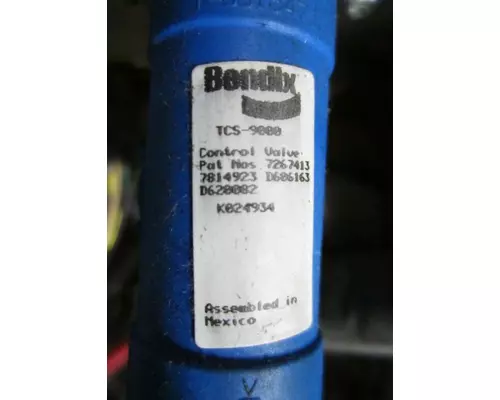 Bendix
TCS-9000
Control Valve
Pat Nos 7267413
7814923 D606163
D620082
K024934
Assembled in
Mexico
V